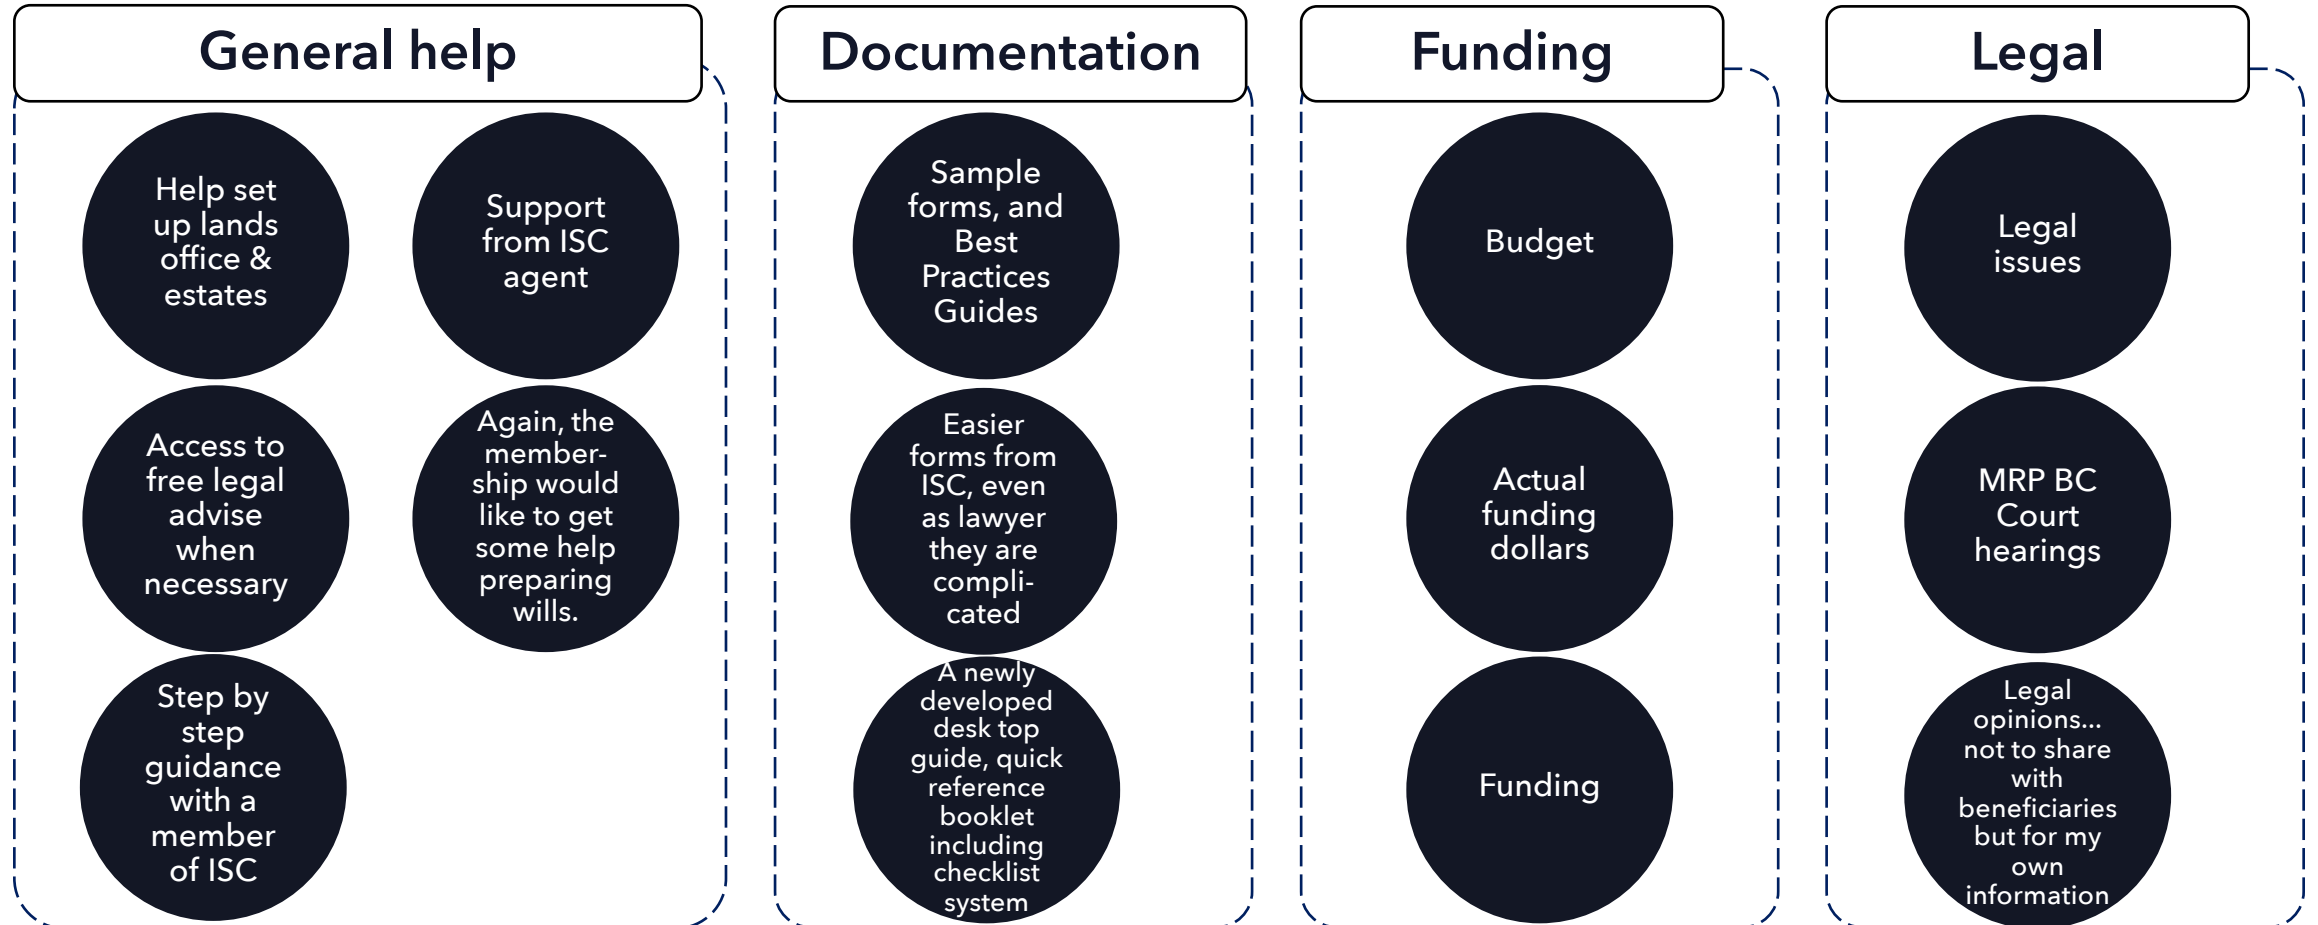 General help
Help set
up lands
office &
estates
Support
from ISC
agent
Access to
free legal
advise
when
necessary
Again, the
member-
ship would
like to get
some help
preparing
wills.
Step by
step
guidance
with a
member
of ISC
Documentation
Sample
forms, and
Best
Practices
Guides
Easier
forms from
ISC, even
as lawyer
they are
compli-
cated
A newly
developed
desk top
guide, quick
reference
booklet
including
checklist
system
Funding
Budget
Actual
funding
dollars
Funding
Legal
Legal
issues
MRP BC
Court
hearings
Legal
opinions...
not to share
with
beneficiaries
but for my
own
information